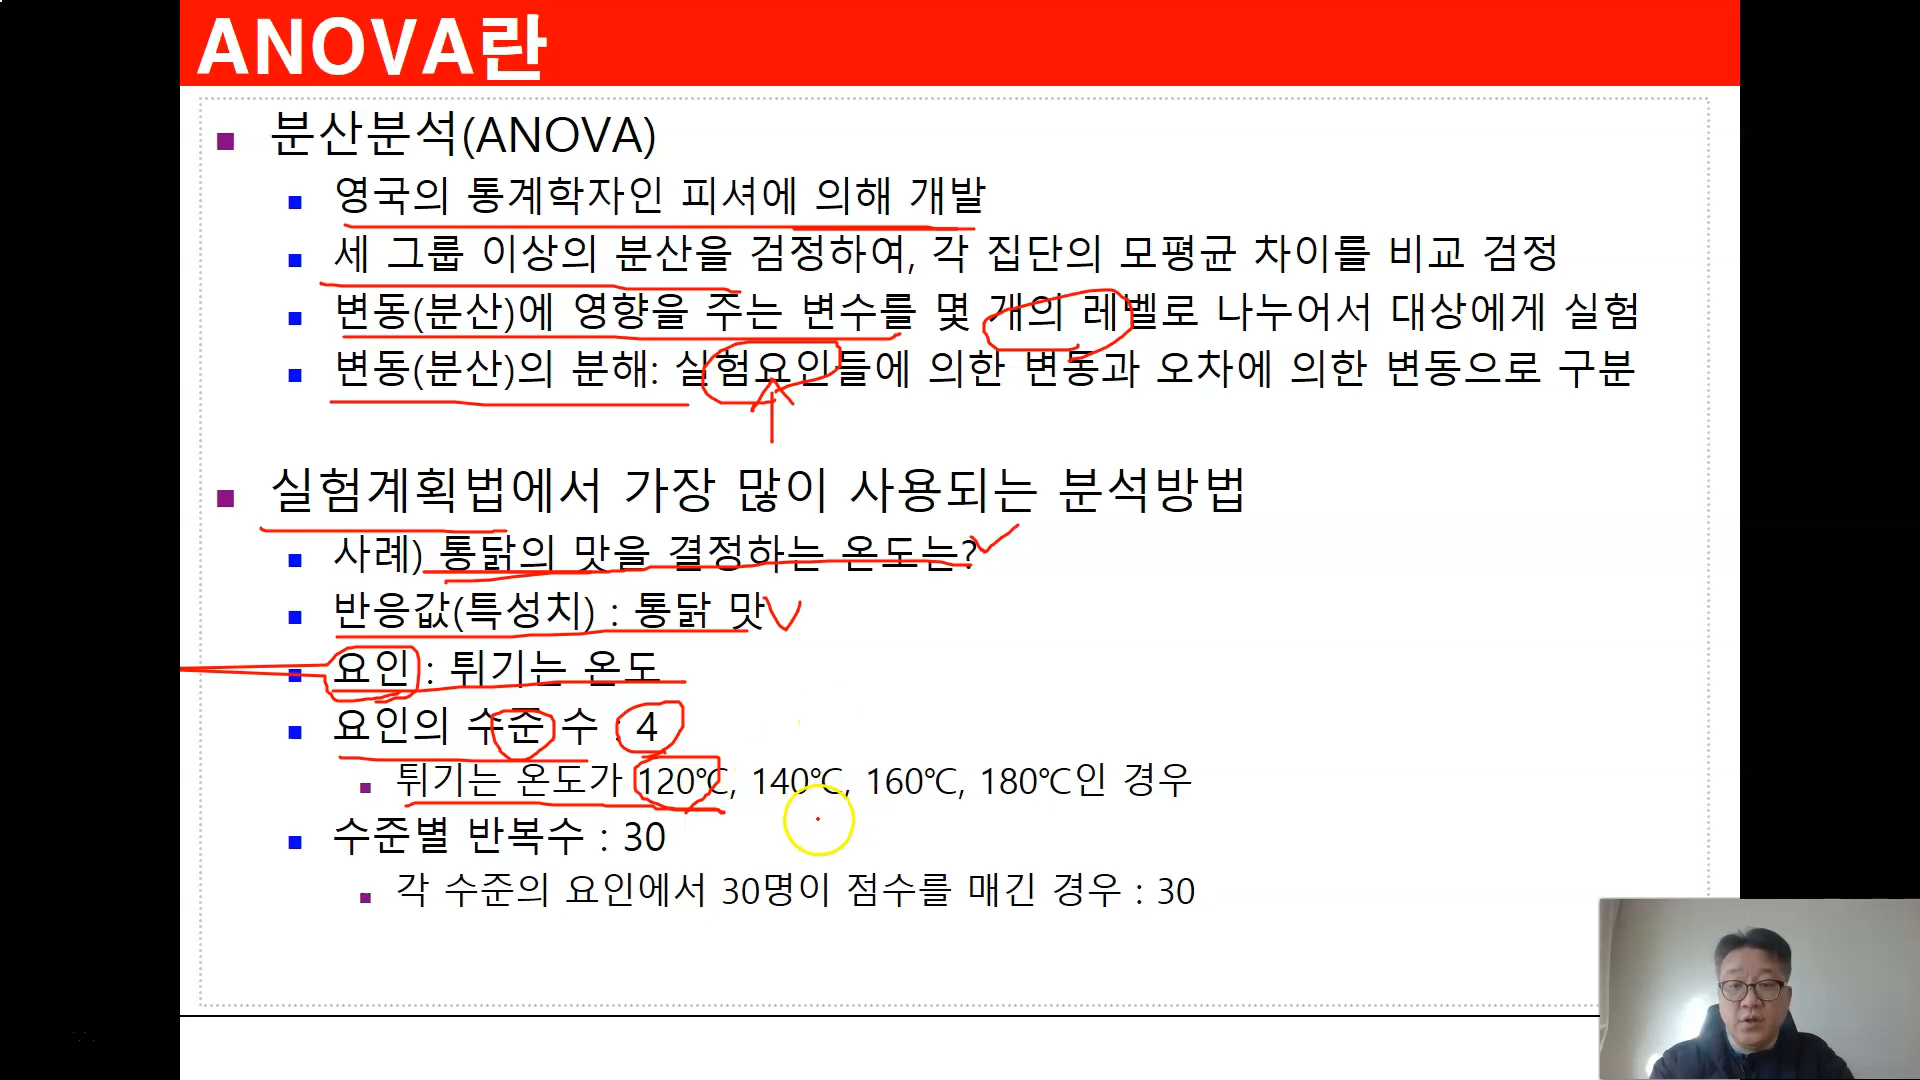 ANOVA란
분산분석(ANOVA)
영국의 통계학자인 피셔에 의해 개발
세 그룹 이상의 분산을 검정하여, 각 집단의 모평균 차이를 비교 검정
변동(분산)에 영향을 주는 변수를 몇 개의 레벨로 나누어서 대상에게 실험
변동(분산)의 분해: 실험요인들에 의한 변동과 오차에 의한 변동으로 구분
실험계획법에서 가장 많이 사용되는 분석방법
사례) 통닭의 맛을 결정하는 온도는?
반응값(특성치) : 통닭 맛
요인 : 튀기는 온도
요인의 수준 수 : 4
튀기는 온도가 120℃, 140℃, 160℃, 180℃인 경우
수준별 반복수 : 30
각 수준의 요인에서 30명이 점수를 매긴 경우 : 30